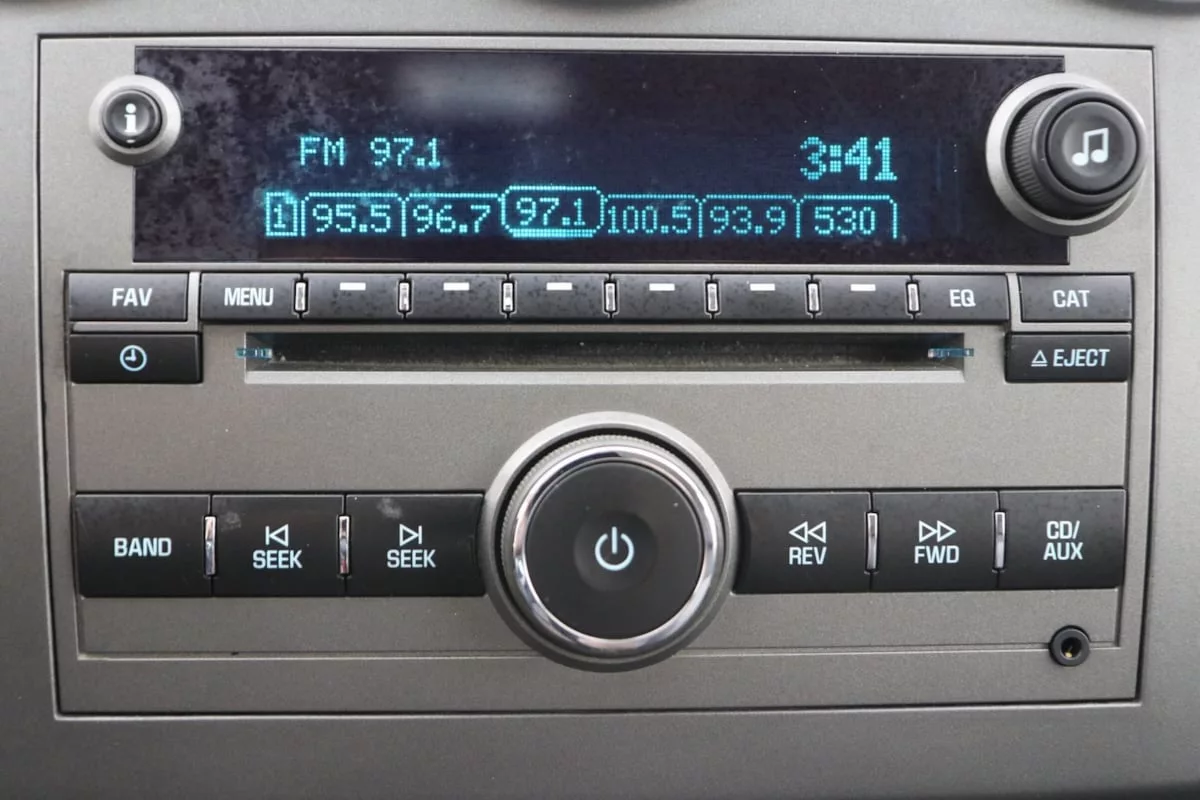 i
FM 97.1 3:41
1 95.5 96.7 97.1 100.5 93.9 530
FAV MENU EQ CAT
EJECT
BAND SEEK SEEK REV FWD CD/
AUX